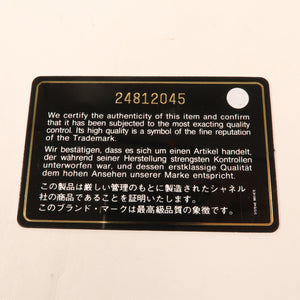 24812045
We certify the authenticity of this item and confirm
that it has been subjected to the most exacting quality
control. Its high quality is a symbol of the fine reputation
of the Trademark.
Wir bestätigen, dass es sich um einen Artikel handelt,
der während seiner Herstellung strengsten Kontrollen
unterworfen war, und dessen erstklassige Qualität
dem hohen Ansehen unserer Marke entspricht.
この製品は厳しい管理のもとに製造されたシャネル
社の商品であることを証明いたします。
このブランド・マークは最高級品質の象徴です。